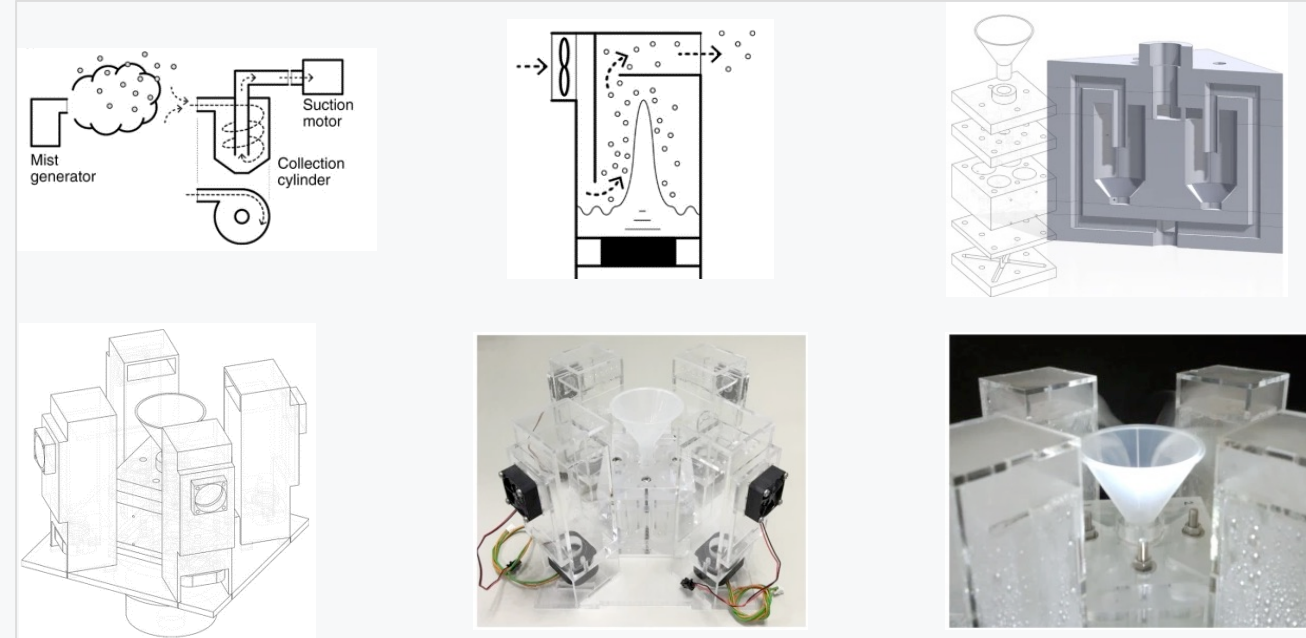 Mist
generator
Suction
motor
Collection
cylinder